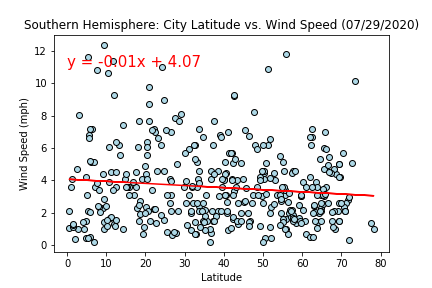 Southern Hemisphere: City Latitude vs. Wind Speed (07/29/2020)
y = -0.01x + 4.07
Wind Speed (mph)
12
10
8
6
4
2
0
0 10 20 30 40 50 60 70 80
Latitude